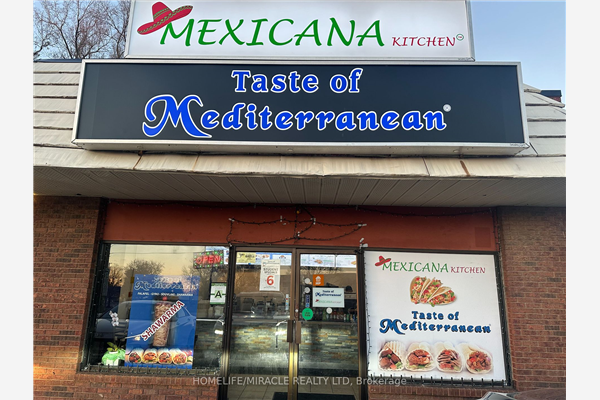 MEXICANA KITCHEN
Taste of
Mediterranean
OPEN
A
6
MEXICANA KITCHEN
Taste of
Mediterranean
SHAWARMA
Taste of
Mediterranean
HOMELIFE/MIRACLE REALTY LTD, Brokerage